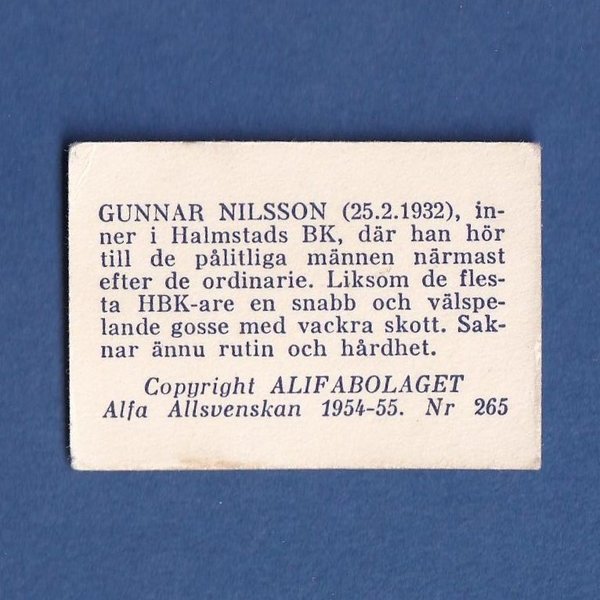 GUNNAR NILSSON (25.2.1932), in-
ner i Halmstads BK, där han hör
till de pålitliga männen närmast
efter de ordinarie. Liksom de fles-
ta HBK-are en snabb och välspe-
lande gosse med vackra skott. Sak-
nar ännu rutin och hårdhet.
Copyright ALIFABOLAGET
Alfa Allsvenskan 1954-55. Nr 265